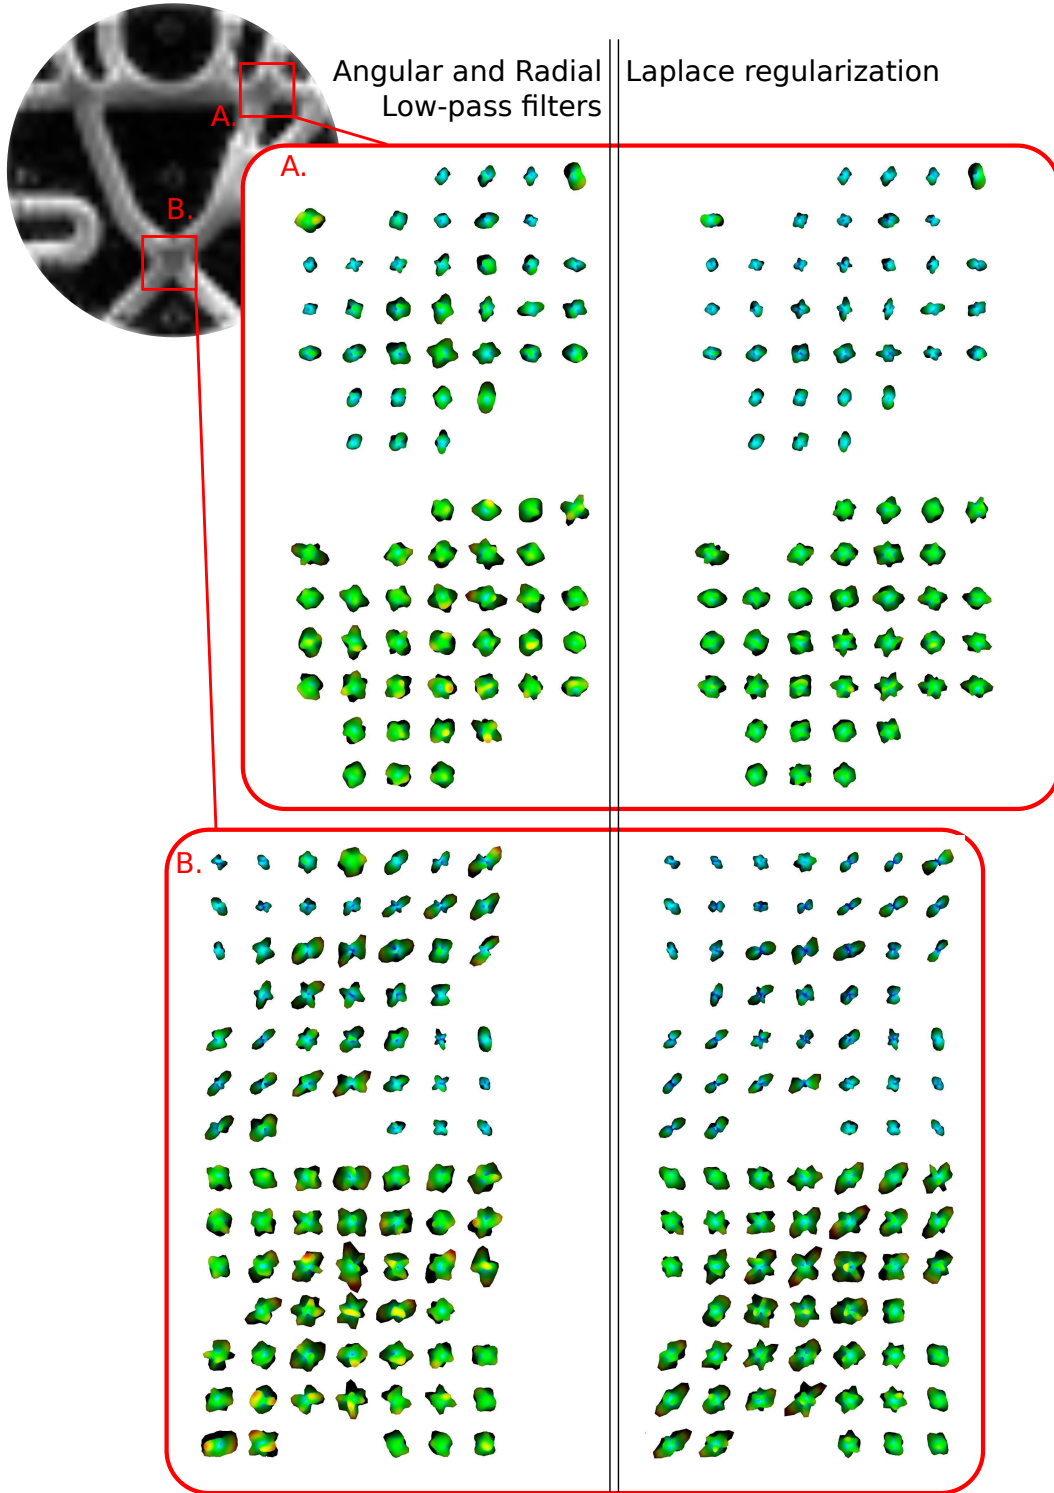 Angular and Radial
Low-pass filters
Laplace regularization
A.
B.
A.
B.